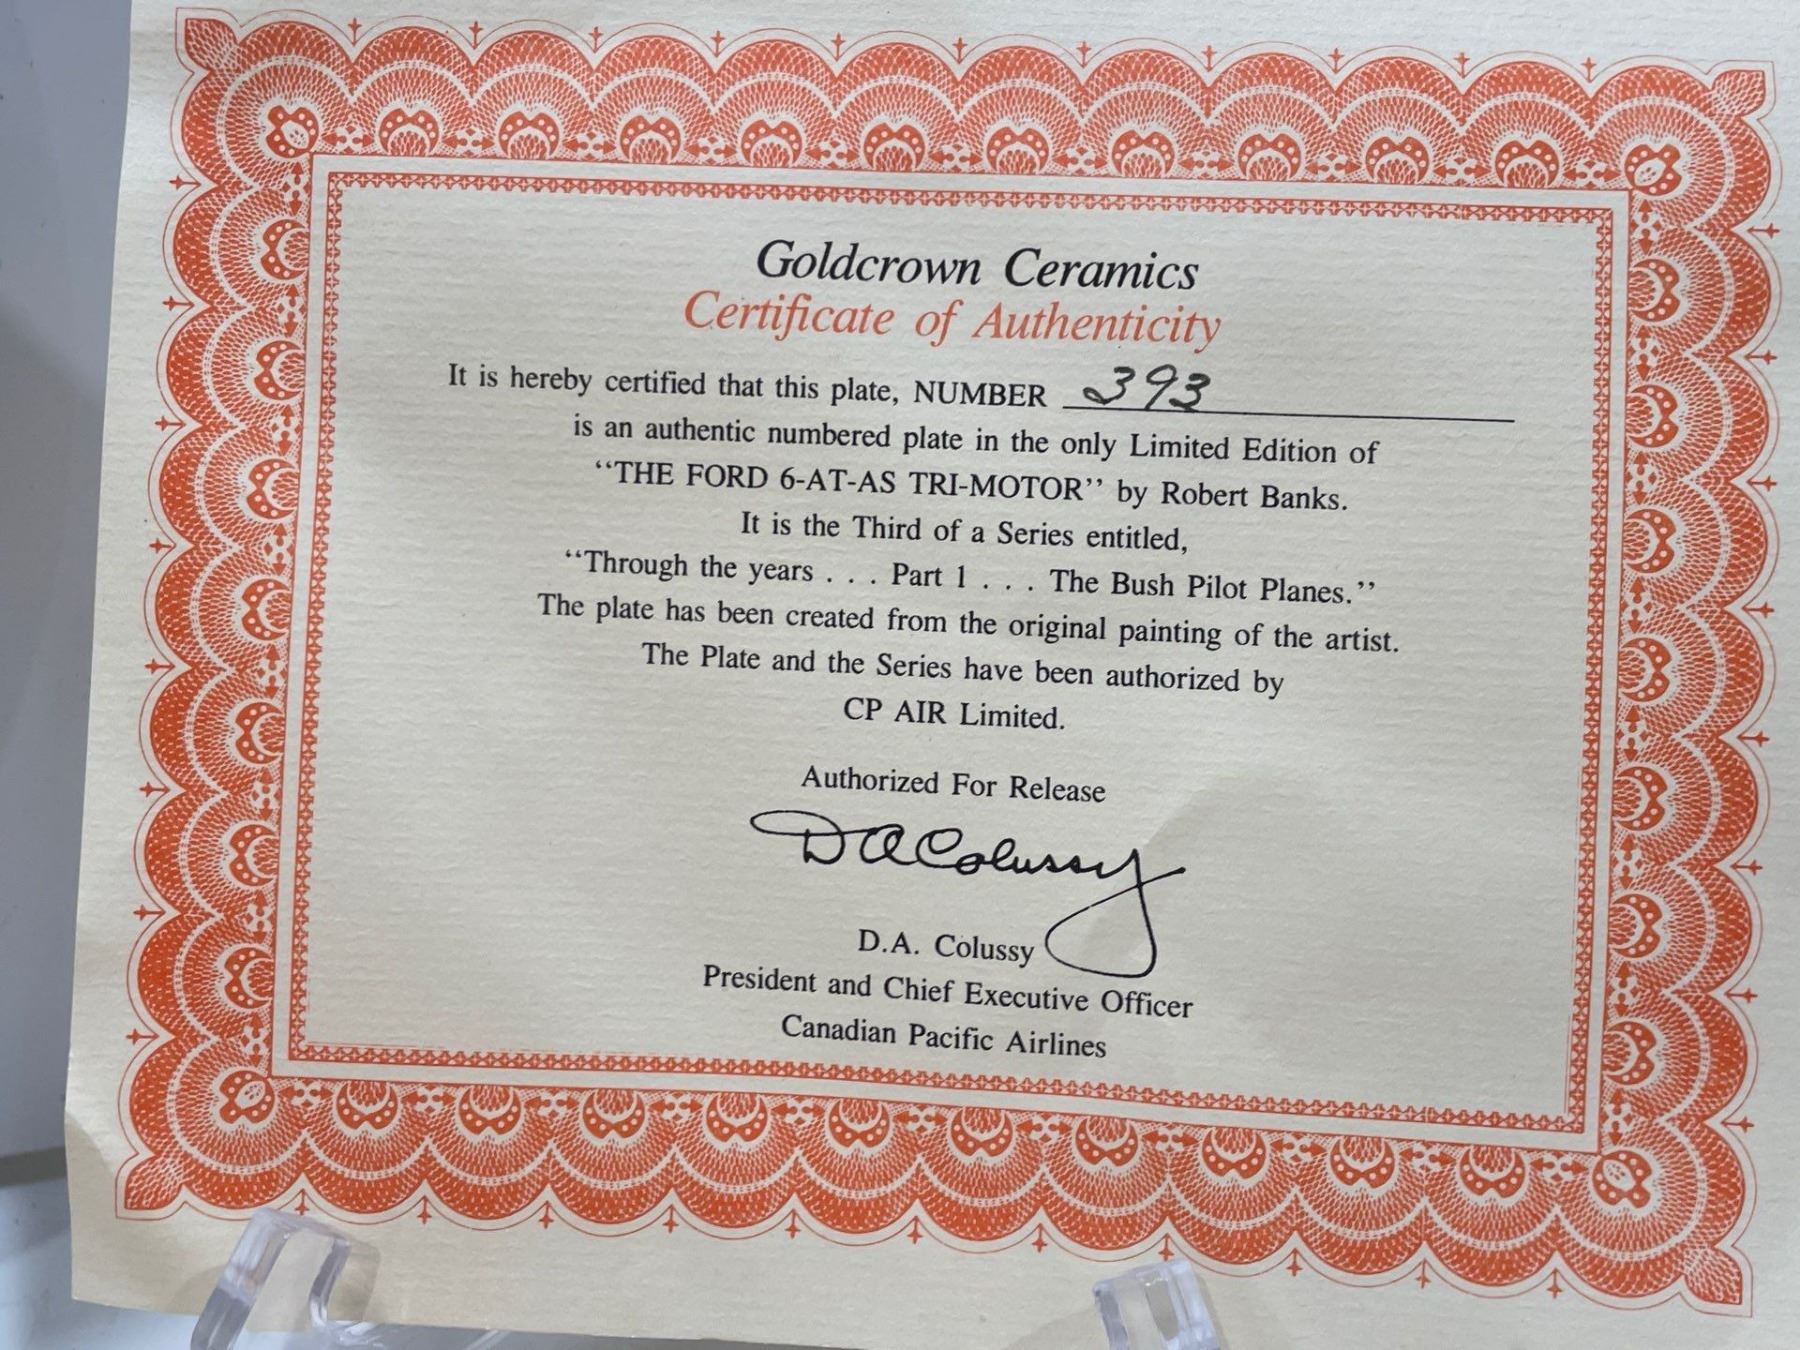 Goldcrown Ceramics
Certificate of Authenticity
It is hereby certified that this plate, NUMBER 393
is an authentic numbered plate in the only Limited Edition of
“THE FORD 6-AT-AS TRI-MOTOR” by Robert Banks.
It is the Third of a Series entitled,
“Through the years . . . Part 1 . . . The Bush Pilot Planes.”
The plate has been created from the original painting of the artist.
The Plate and the Series have been authorized by
CP AIR Limited.
Authorized For Release
DAColussy
D.A. Colussy
President and Chief Executive Officer
Canadian Pacific Airlines